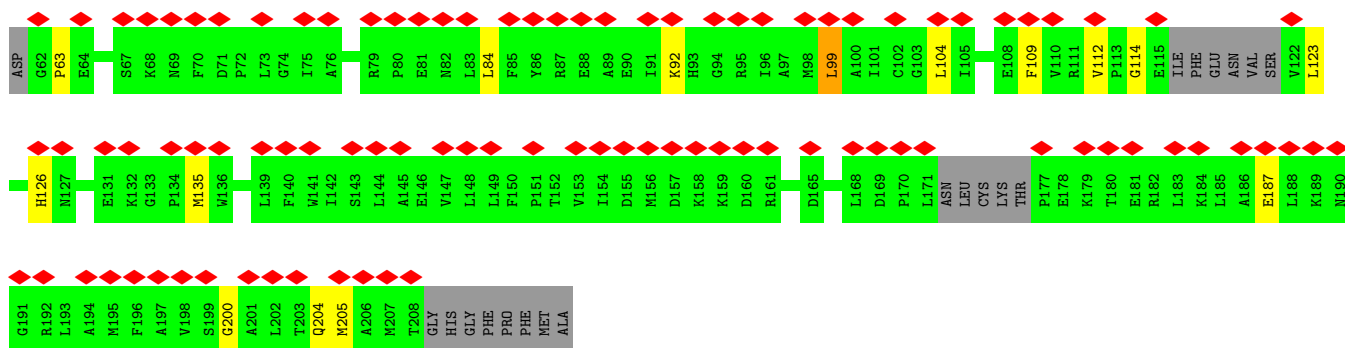 ASP G62 P63 E64 S67 K68 N69 F70 D71 P72 L73 G74 I75 A76 R79 P80 E81 N82 L83 L84 F85 Y86 R87 E88 A89 E90 I91 K92 H93 G94 R95 I96 A97 M98 L99 A100 I101 C102 G103 L104 I105 E108 F109 V110 R111 V112 P113 G114 E115 ILE PHE GLU ASN VAL SER V122 L123
H126 N127 E131 K132 G133 P134 M135 W136 L139 F140 W141 I142 S143 L144 A145 E146 V147 L148 L149 F150 P151 T152 V153 I154 D155 M156 D157 K158 K159 D160 R161 D165 L168 D169 P170 L171 ASN LEU CYS LYS THR P177 E178 K179 T180 E181 R182 L183 K184 L185 A186 E187 L188 K189 N190
G191 R192 L193 A194 M195 F196 A197 V198 S199 G200 A201 L202 T203 Q204 M205 A206 M207 T208 GLY HIS GLY PHE PRO PHE MET ALA